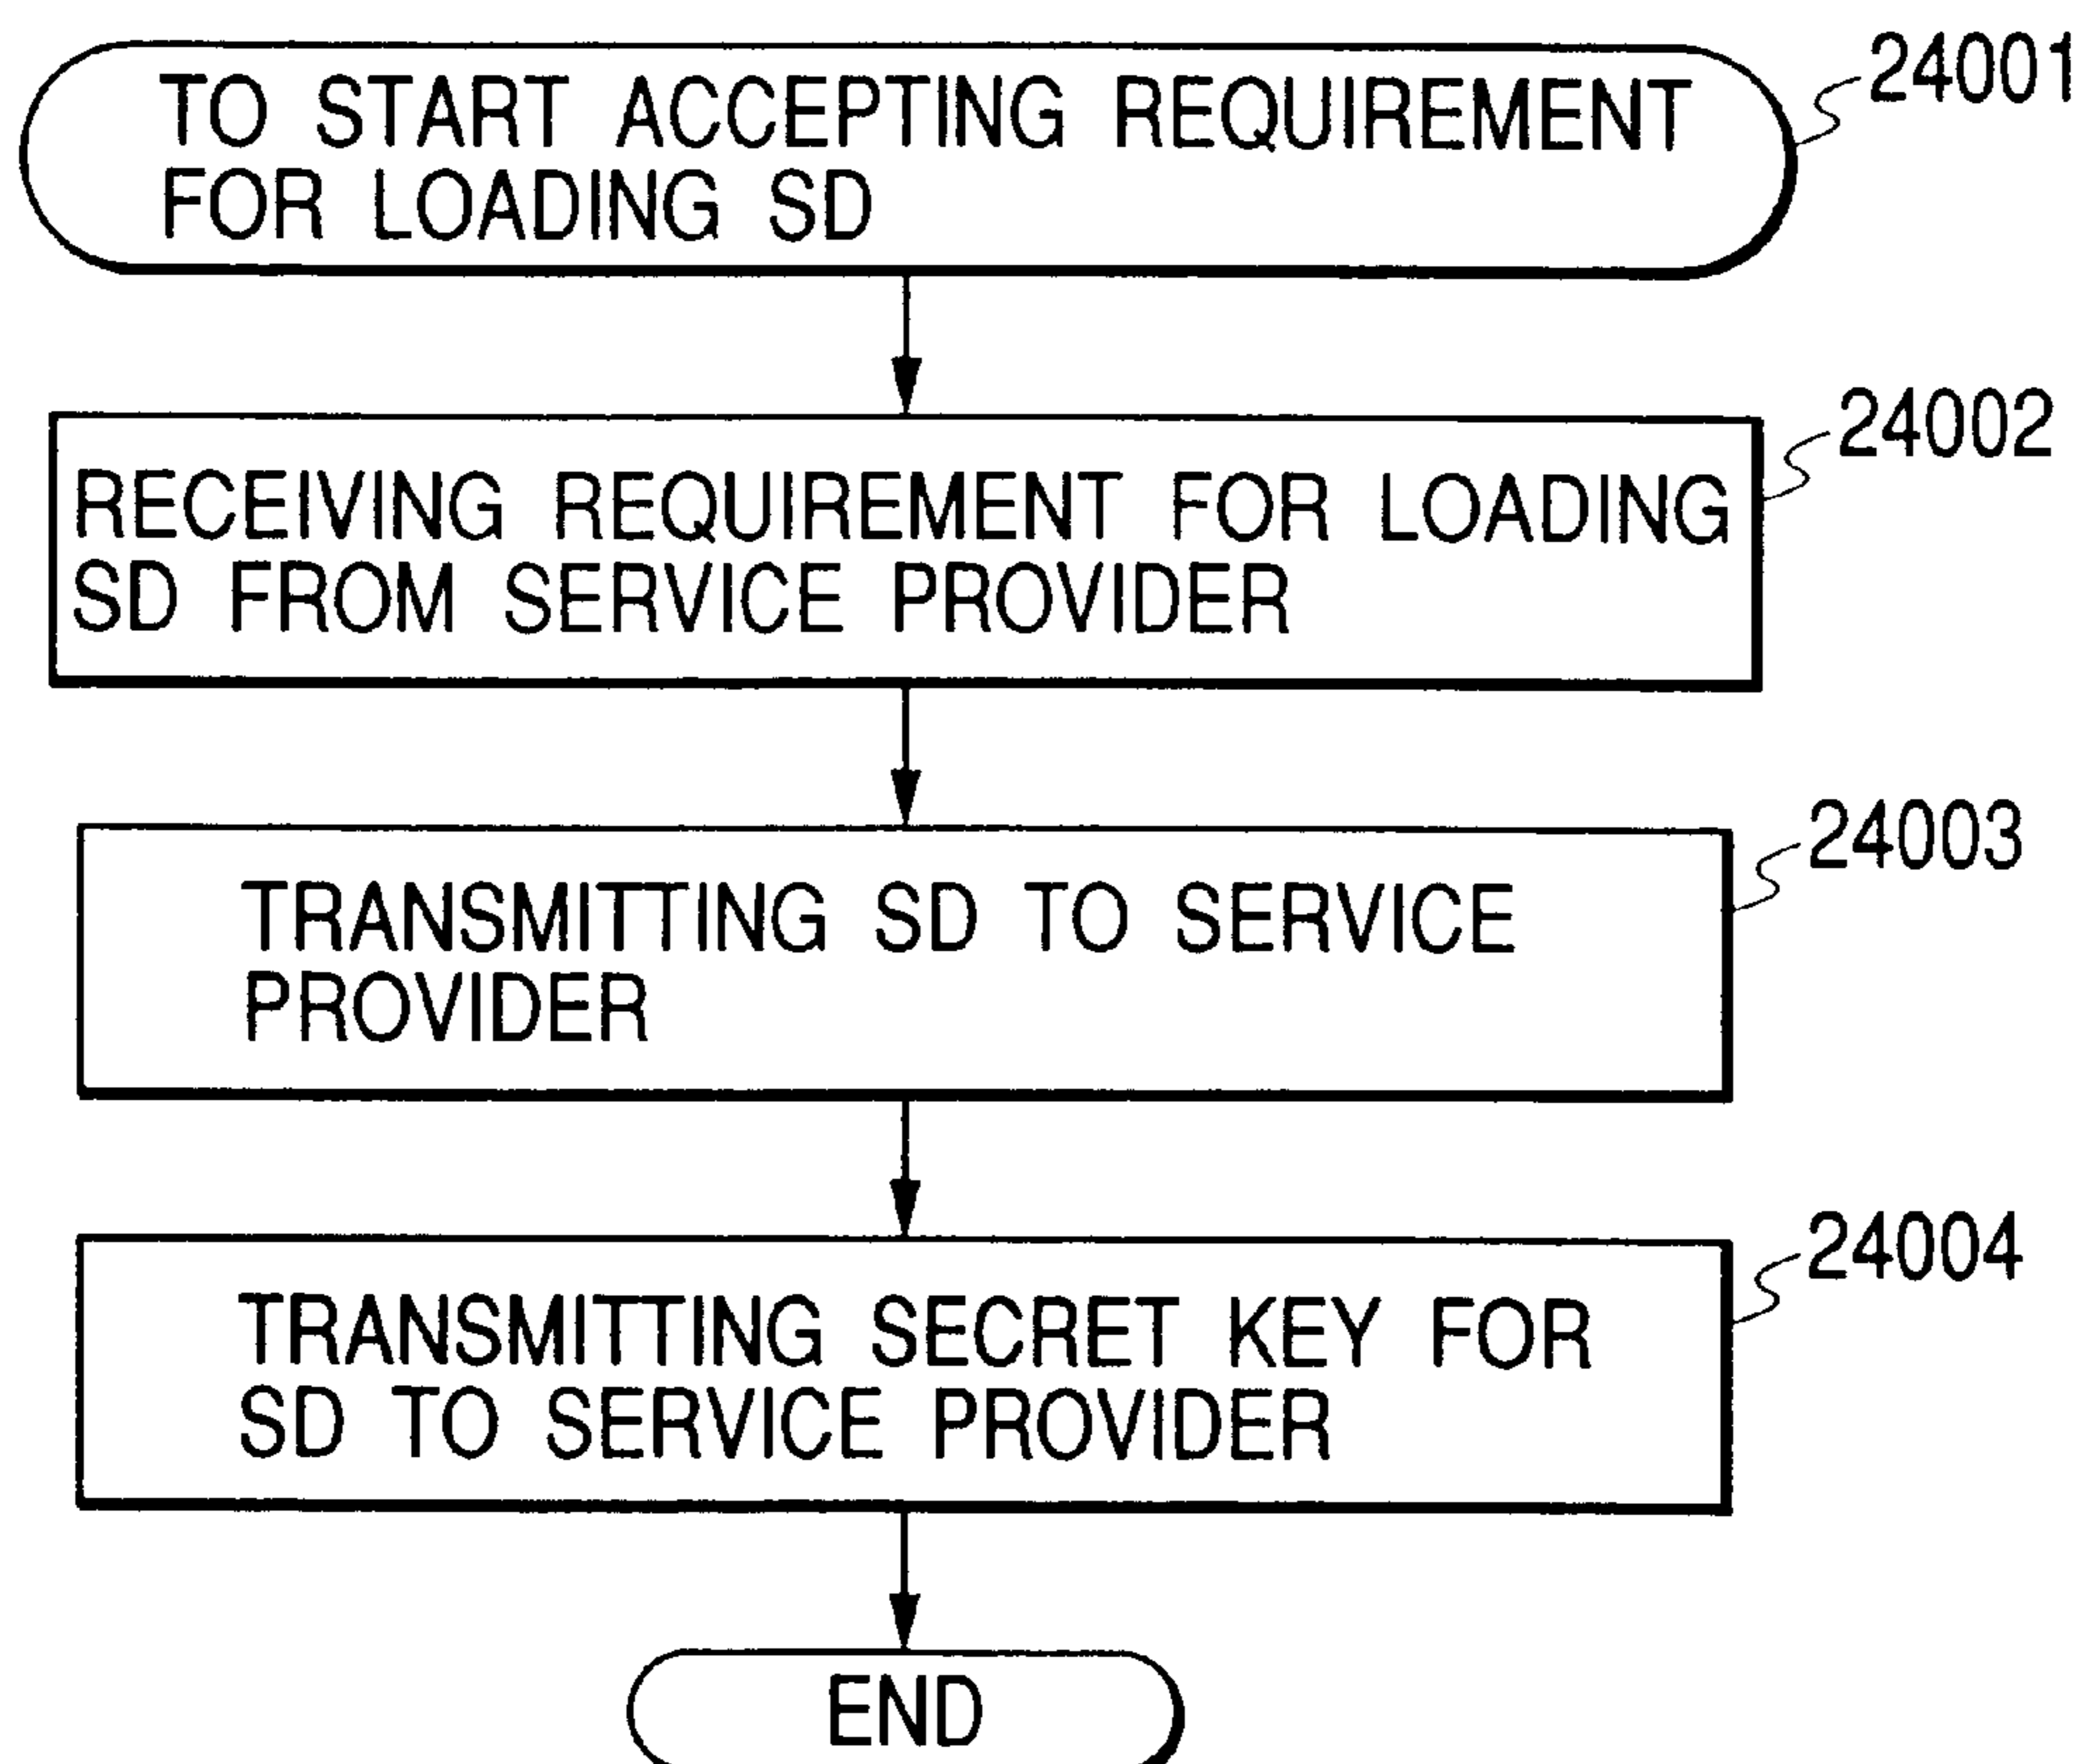 TO START ACCEPTING REQUIREMENT
FOR LOADING SD
24001
RECEIVING REQUIREMENT FOR LOADING
SD FROM SERVICE PROVIDER
24002
TRANSMITTING SD TO SERVICE
PROVIDER
24003
TRANSMITTING SECRET KEY FOR
SD TO SERVICE PROVIDER
24004
END